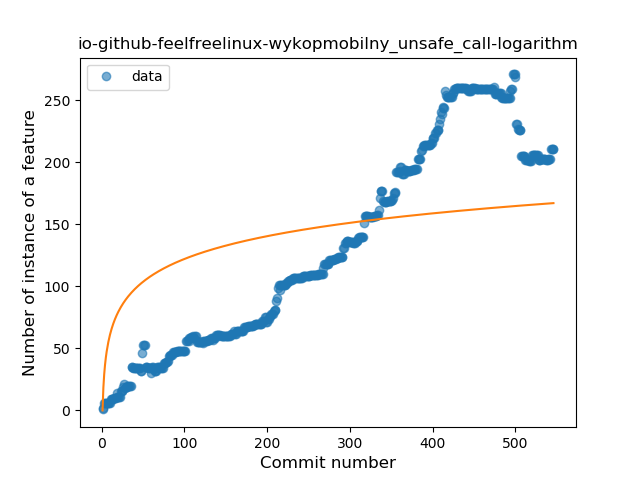 io-github-feelfreelinux-wykopmobilny_unsafe_call-logarithm
data
Number of instance of a feature
250
200
150
100
50
0
0 100 200 300 400 500
Commit number